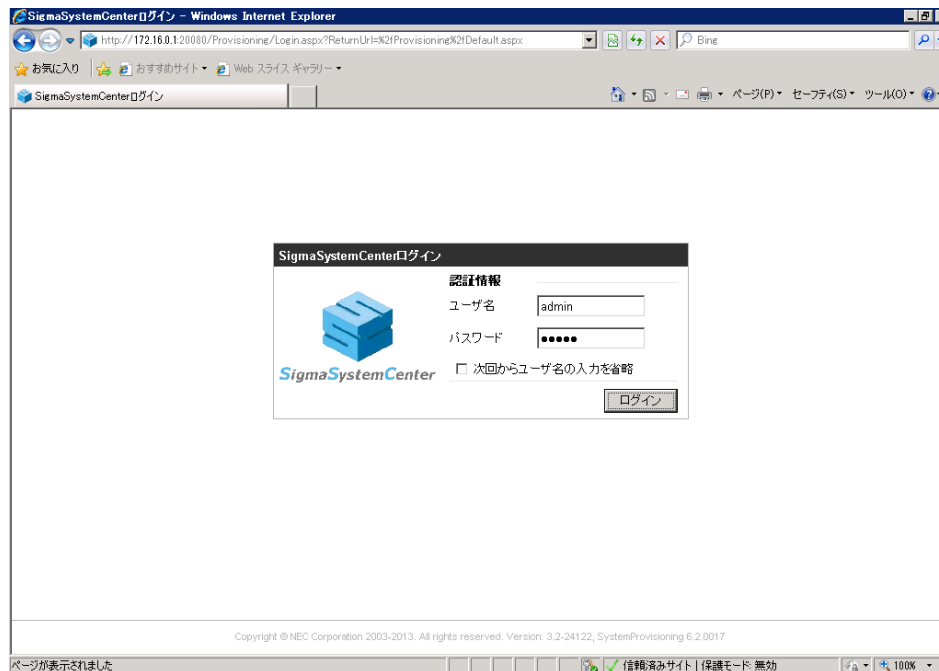 SigmaSystemCenterログイン - Windows Internet Explorer
http://172.16.0.1:20080/Provisioning/Login.aspx?ReturnUrl=%2fProvisioning%2fDefault.aspx
Bing
お気に入り おすすめサイト Web スライス ギャラリー
SigmaSystemCenterログイン ページ(P) セーフティ(S) ツール(O)
SigmaSystemCenterログイン
認証情報
ユーザ名 admin
パスワード ●●●●●
SigmaSystemCenter
次回からユーザ名の入力を省略
ログイン
Copyright © NEC Corporation 2003-2013. All rights reserved. Version: 3.2-24122, SystemProvisioning 6.2.0017
ページが表示されました 信頼済みサイト | 保護モード: 無効 100%